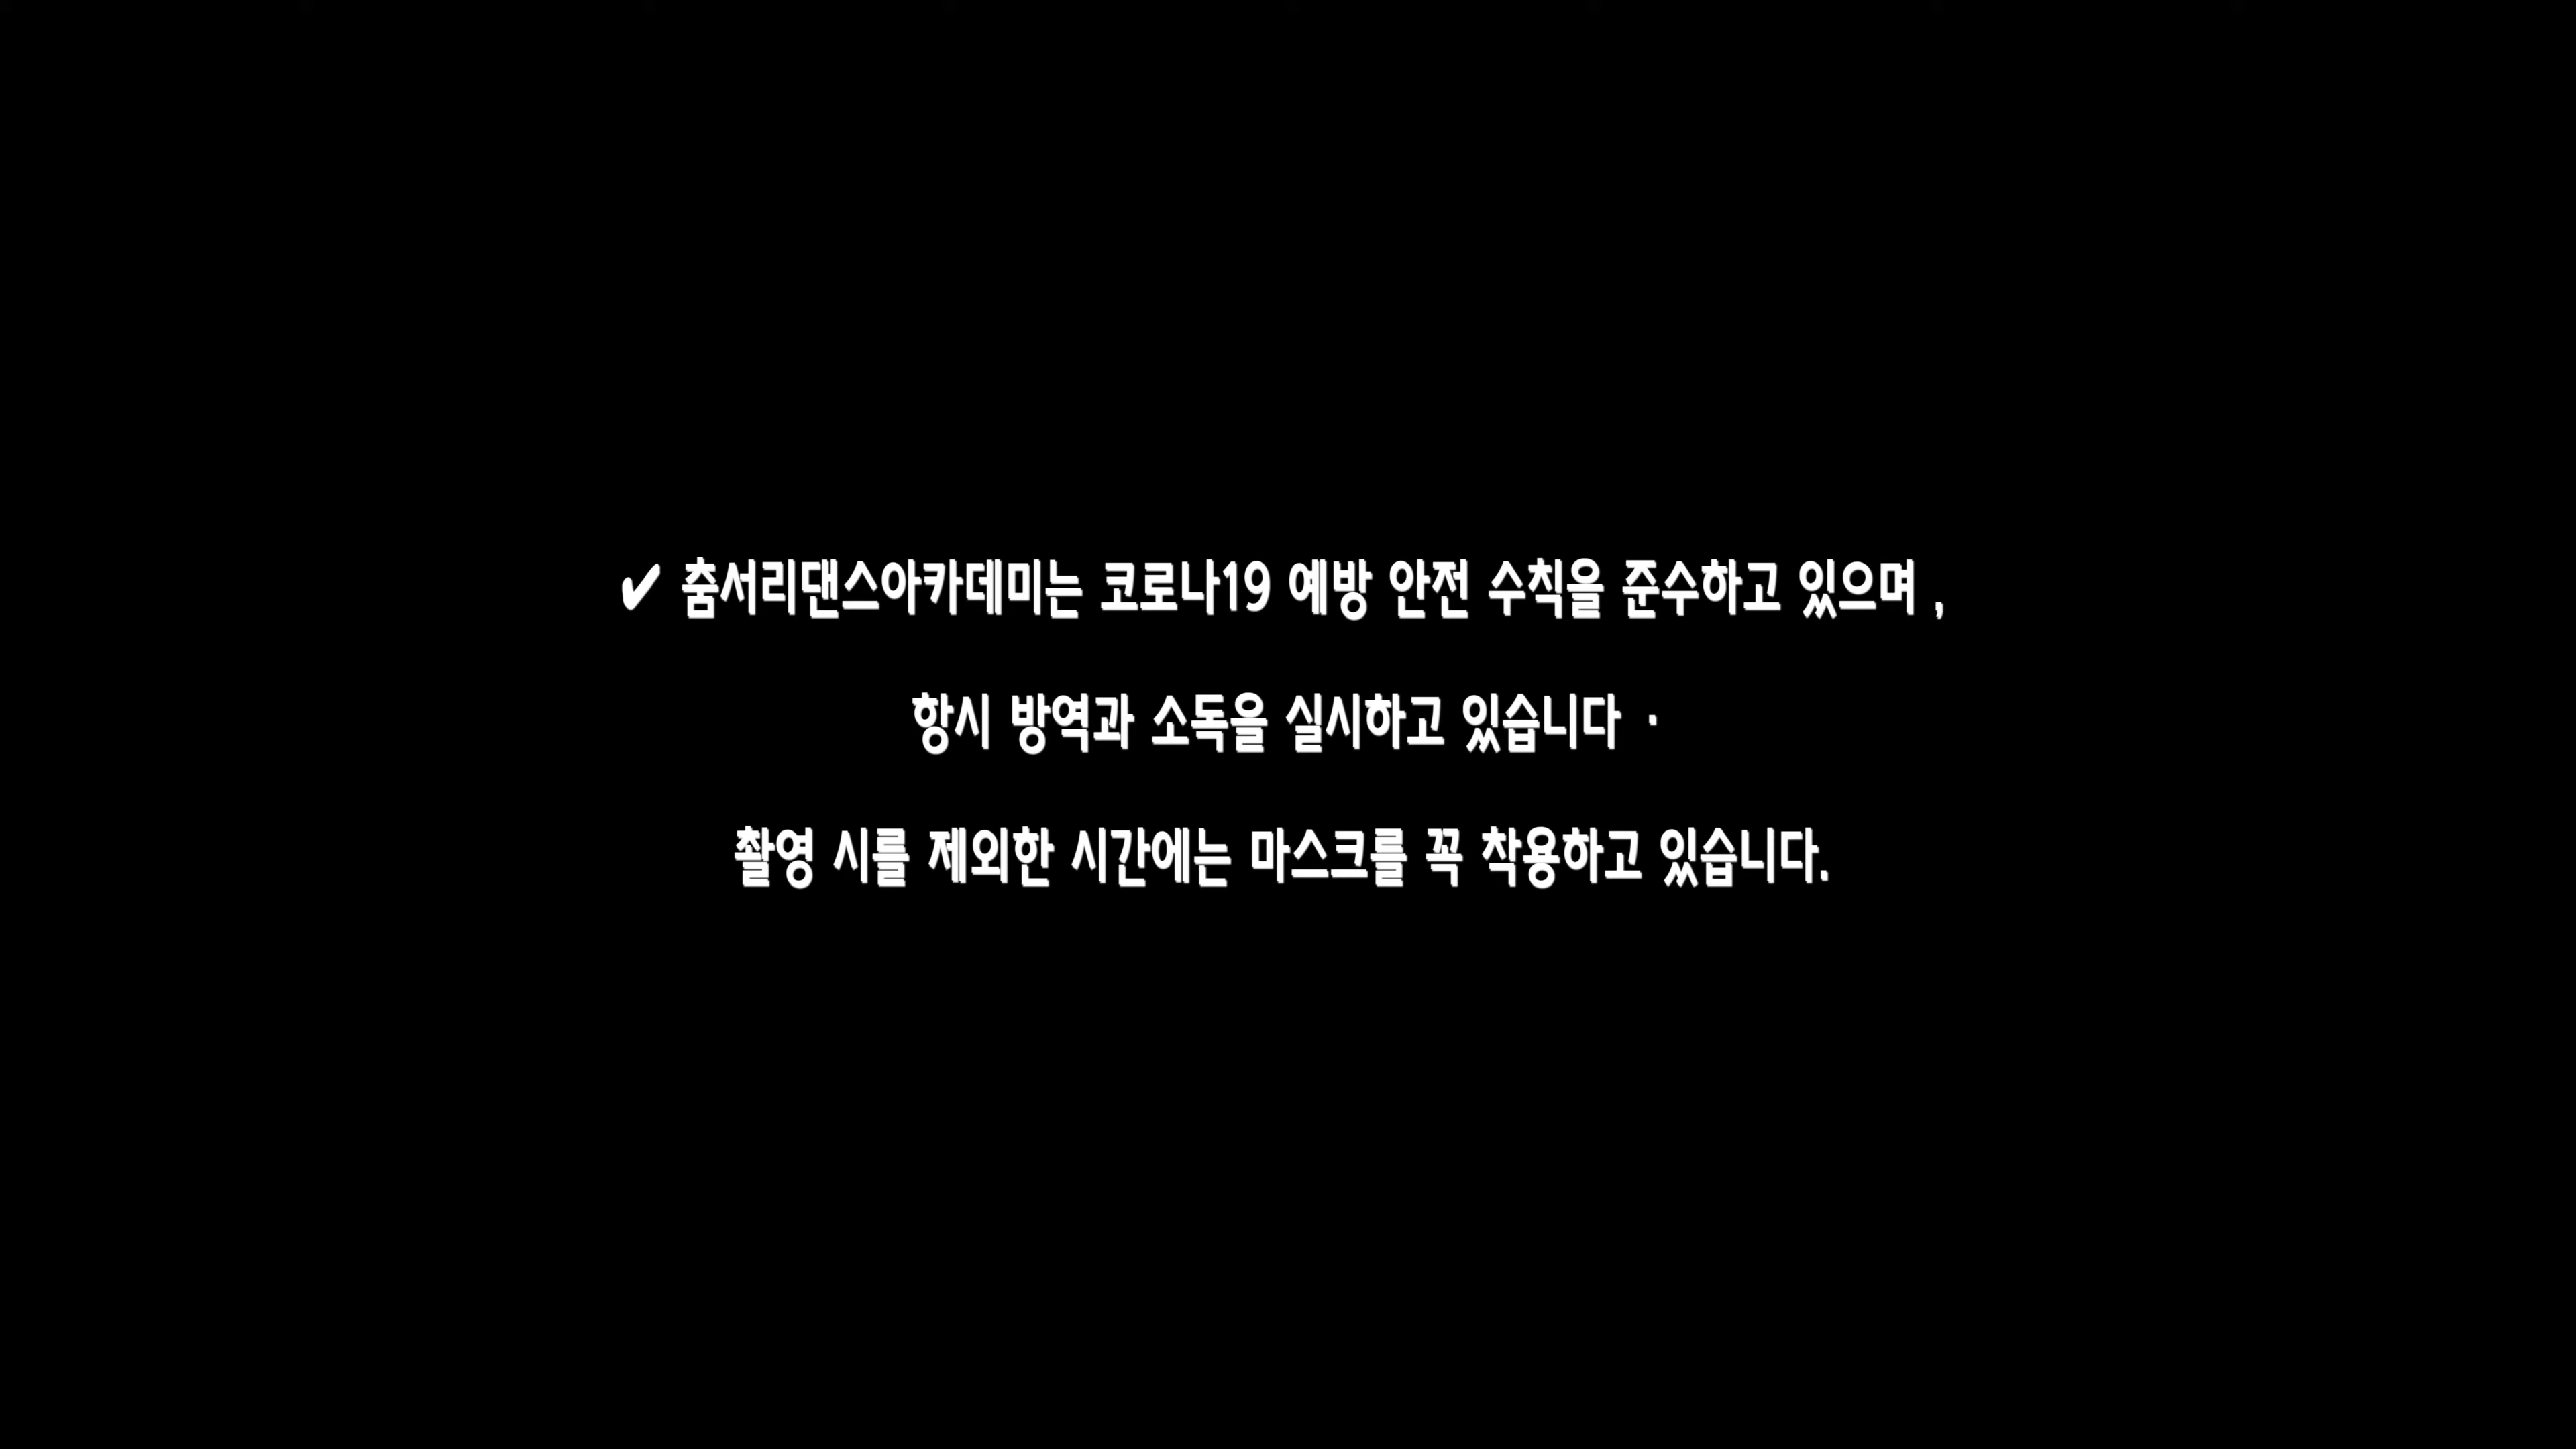 ✔ 춤서리댄스아카데미는 코로나19 예방 안전 수칙을 준수하고 있으며 ,
항시 방역과 소독을 실시하고 있습니다 ·
촬영 시를 제외한 시간에는 마스크를 꼭 착용하고 있습니다.